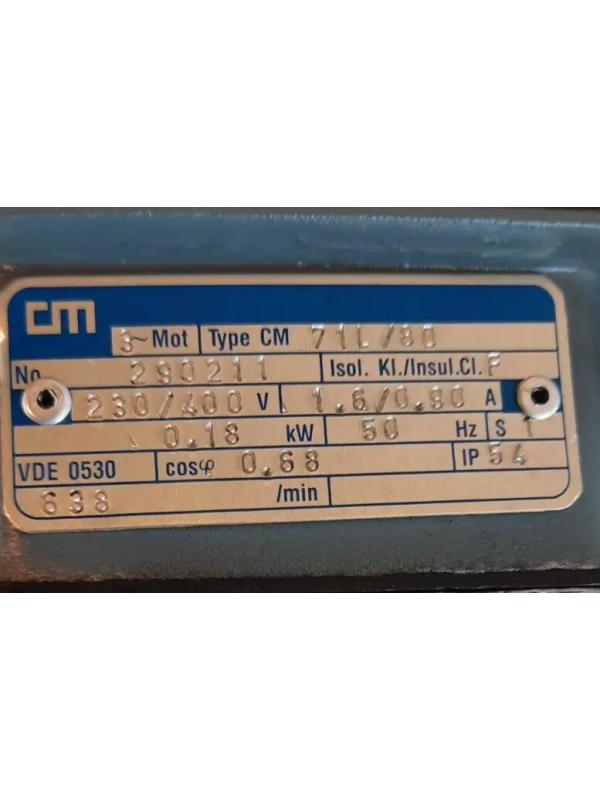 cm
3~ Mot Type CM 71L/80
No. 290211 Isol. Kl./Insul.Cl. F
230/400 V 1.6/0.90 A
0.18 kW 50 Hz S 1
VDE 0530 cosφ 0.68 IP 54
638 /min